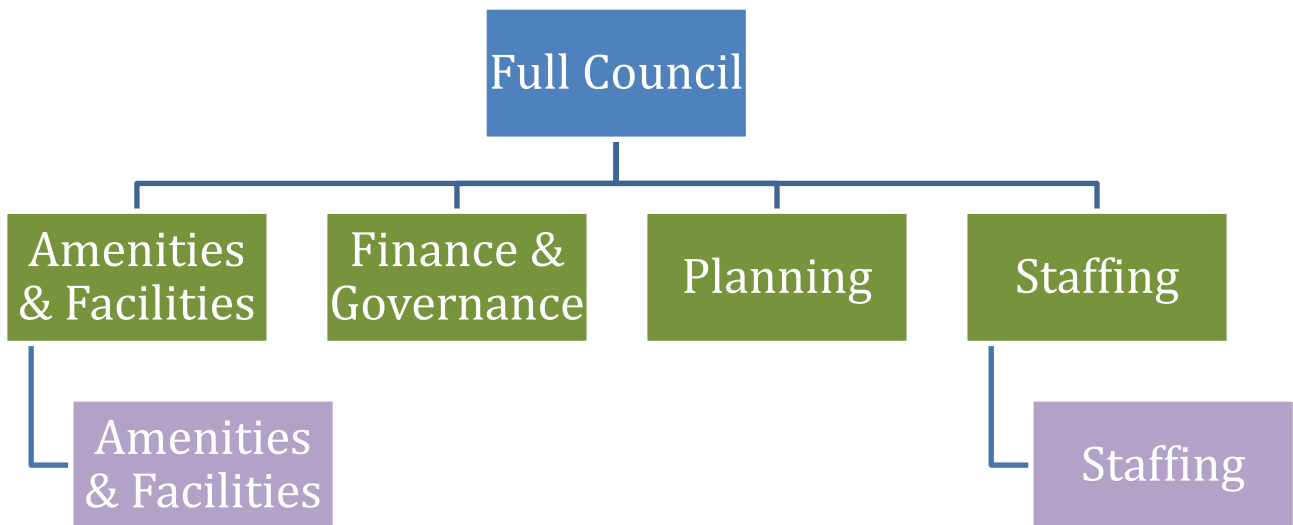 Full Council
Amenities
& Facilities
Finance &
Governance
Planning
Staffing
Amenities
& Facilities
Staffing